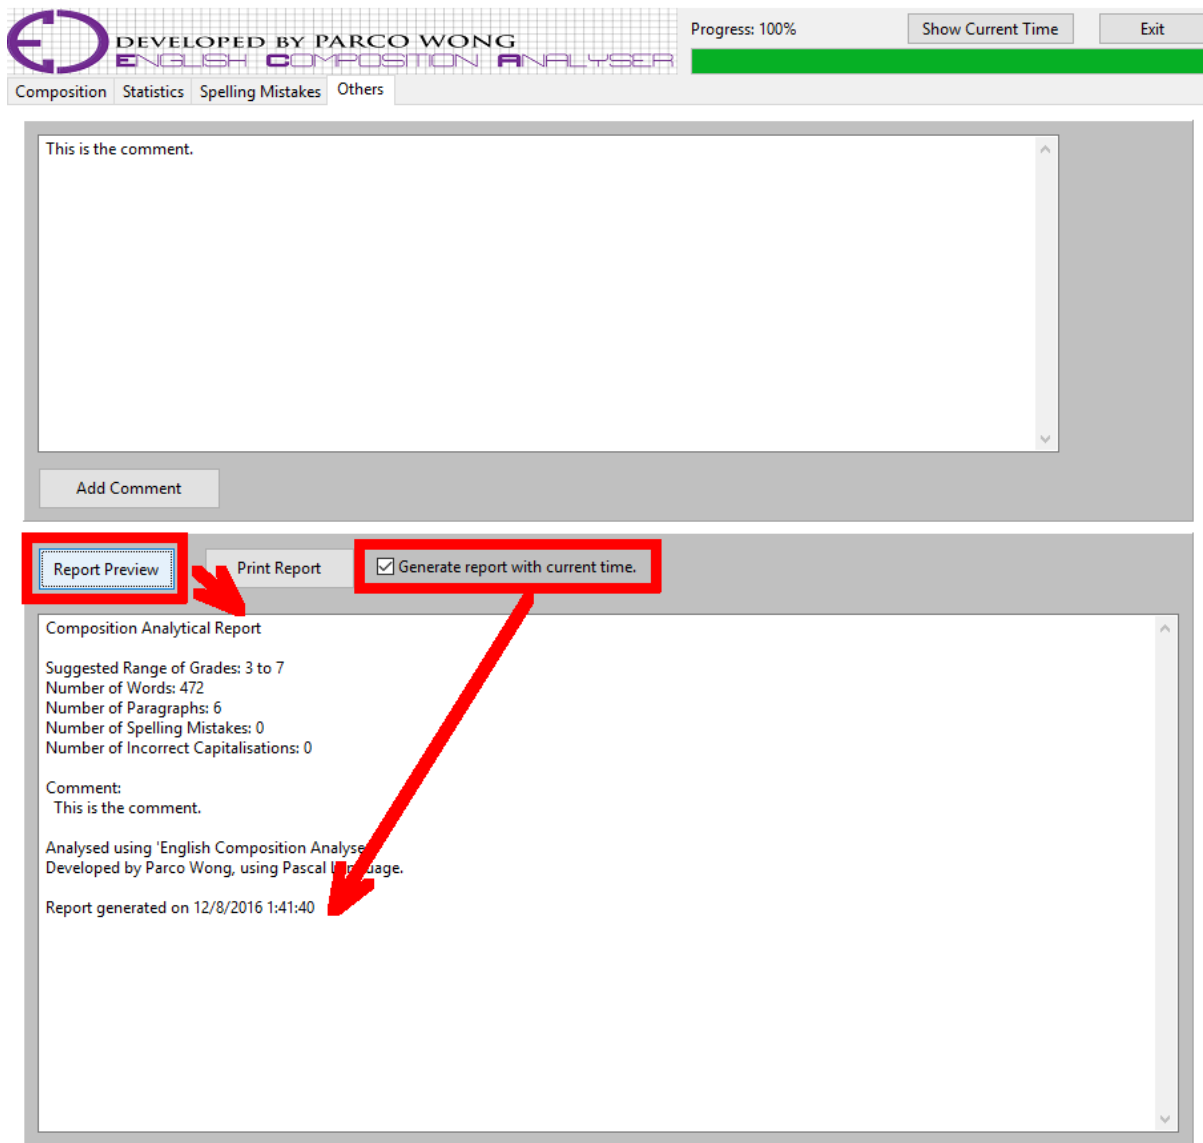 DEVELOPED BY PARCO WONG
ENGLISH COMPOSITION ANALYSER
Progress: 100%
Show Current Time
Exit
Composition
Statistics
Spelling Mistakes
Others
This is the comment.
Add Comment
Report Preview
Print Report
Generate report with current time.
Composition Analytical Report
Suggested Range of Grades: 3 to 7
Number of Words: 472
Number of Paragraphs: 6
Number of Spelling Mistakes: 0
Number of Incorrect Capitalisations: 0
Comment:
This is the comment.
Analysed using 'English Composition Analyse
Developed by Parco Wong, using Pascal Language.
Report generated on 12/8/2016 1:41:40